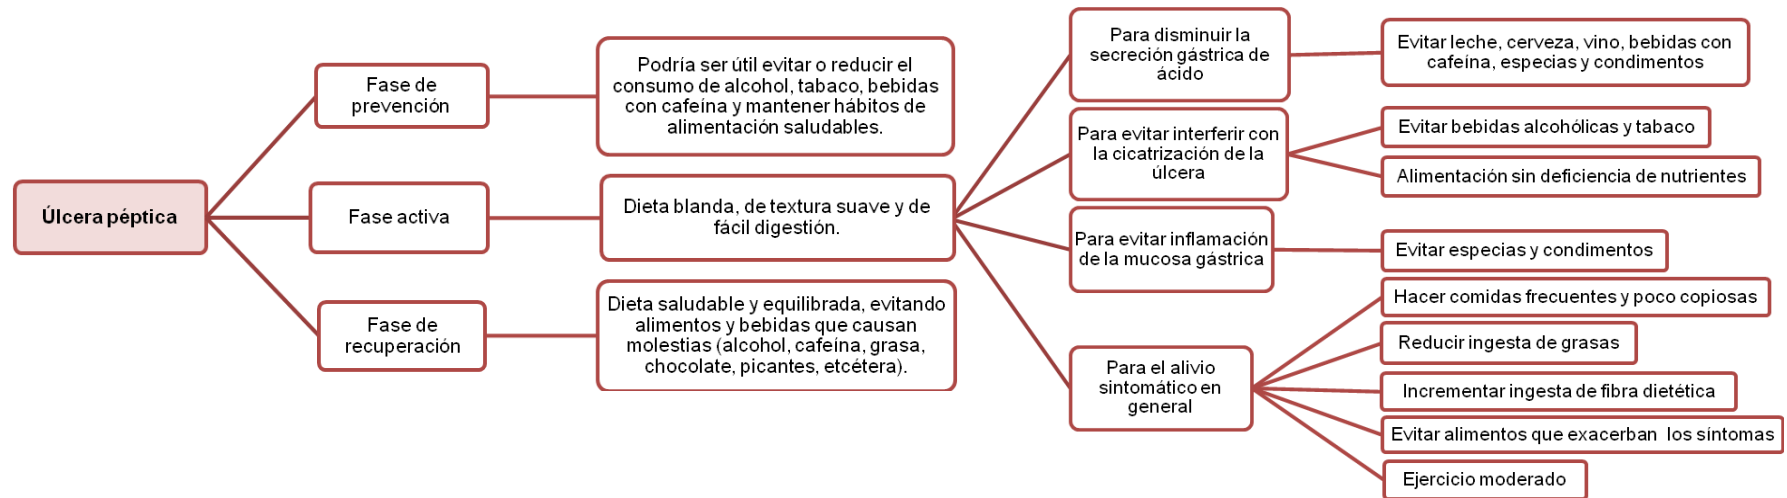 Úlcera péptica
Fase de
prevención
Podría ser útil evitar o reducir el
consumo de alcohol, tabaco, bebidas
con cafeína y mantener hábitos de
alimentación saludables.
Fase activa
Dieta blanda, de textura suave y de
fácil digestión.
Para disminuir la
secreción gástrica de
ácido
Evitar leche, cerveza, vino, bebidas con
cafeína, especias y condimentos
Para evitar interferir con
la cicatrización de la
úlcera
Evitar bebidas alcohólicas y tabaco
Alimentación sin deficiencia de nutrientes
Para evitar inflamación
de la mucosa gástrica
Evitar especias y condimentos
Para el alivio
sintomático en
general
Hacer comidas frecuentes y poco copiosas
Reducir ingesta de grasas
Incrementar ingesta de fibra dietética
Evitar alimentos que exacerban los síntomas
Ejercicio moderado
Fase de
recuperación
Dieta saludable y equilibrada, evitando
alimentos y bebidas que causan
molestias (alcohol, cafeína, grasa,
chocolate, picantes, etcétera).